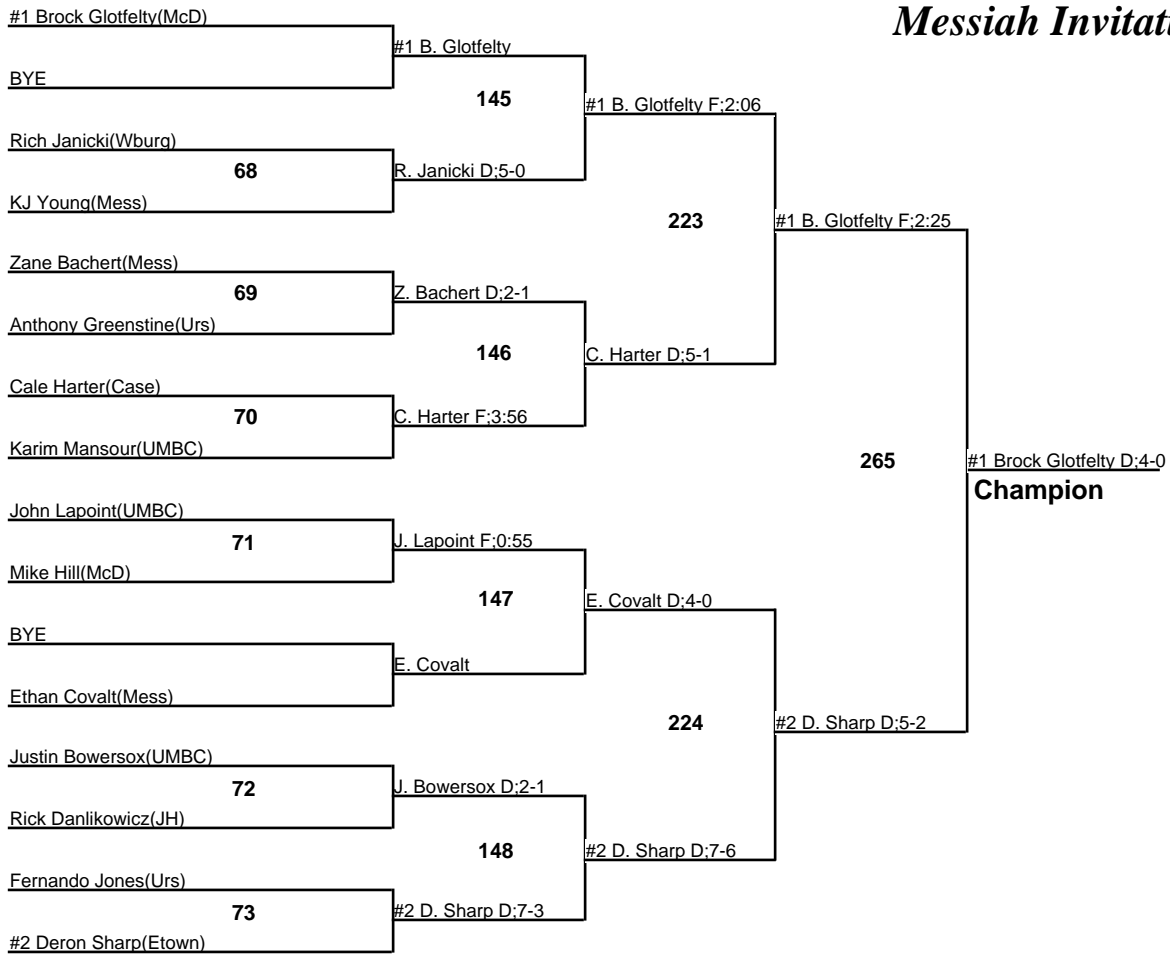 Messiah Invitati
#1 Brock Glotfelty(McD)
#1 B. Glotfelty
BYE
145
#1 B. Glotfelty F;2:06
Rich Janicki(Wburg)
68
R. Janicki D;5-0
KJ Young(Mess)
223
#1 B. Glotfelty F;2:25
Zane Bachert(Mess)
69
Z. Bachert D;2-1
Anthony Greenstine(Urs)
146
C. Harter D;5-1
Cale Harter(Case)
70
C. Harter F;3:56
Karim Mansour(UMBC)
265
#1 Brock Glotfelty D;4-0
Champion
John Lapoint(UMBC)
71
J. Lapoint F;0:55
Mike Hill(McD)
147
E. Covalt D;4-0
BYE
E. Covalt
Ethan Covalt(Mess)
224
#2 D. Sharp D;5-2
Justin Bowersox(UMBC)
72
J. Bowersox D;2-1
Rick Danlikowicz(JH)
148
#2 D. Sharp D;7-6
Fernando Jones(Urs)
73
#2 D. Sharp D;7-3
#2 Deron Sharp(Etown)